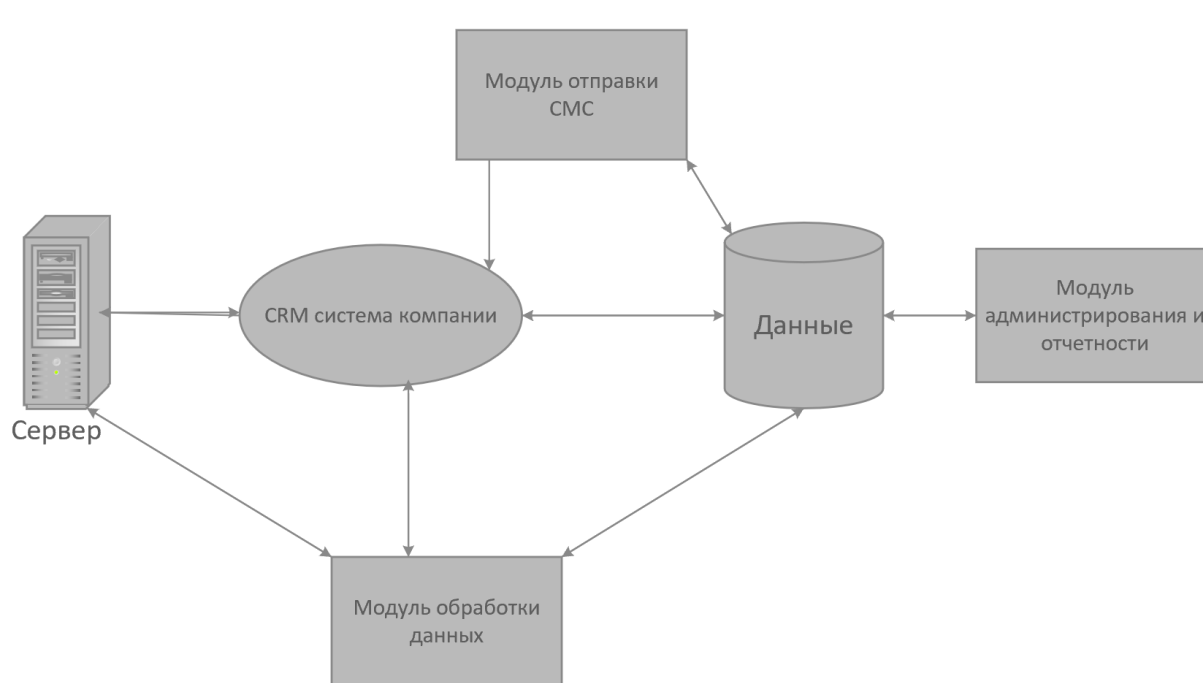 Модуль отправки
СМС
CRM система компании
Данные
Модуль
администрирования и
отчетности
Сервер
Модуль обработки
данных